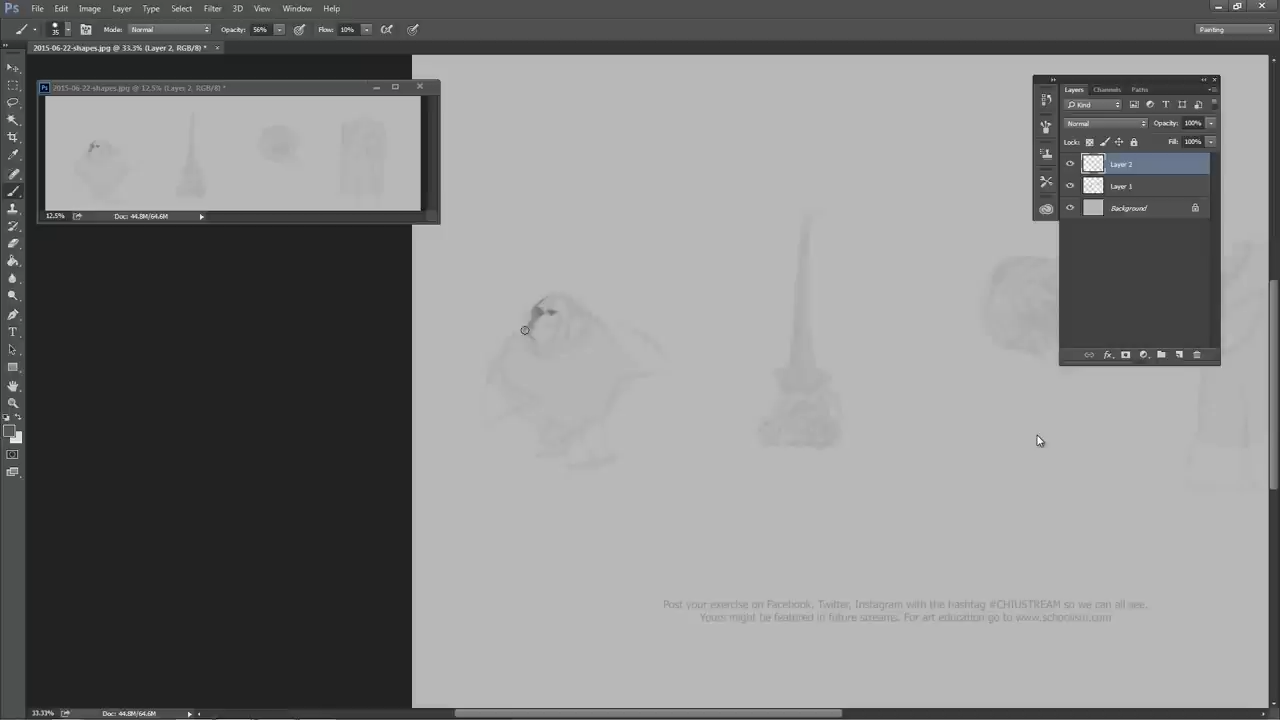 Ps File Edit Image Layer Type Select Filter 3D View Window Help
35 Mode: Normal Opacity: 56% Flow: 10% Painting
2015-06-22-shapes.jpg @ 33.3% (Layer 2, RGB/8) * ×
Ps 2015-06-22-shapes.jpg @ 12.5% (Layer 2, RGB/8) *
12.5% Doc: 44.8M/64.6M
Layers Channels Paths
Kind
Normal Opacity: 100%
Lock: Fill: 100%
Layer 2
Layer 1
Background
fx
Post your exercise on Facebook, Twitter, Instagram with the hashtag #CHIUSTREAM so we can all see.
Yours might be featured in future streams. For art education go to www.schoolism.com
33.33% Doc: 44.8M/64.6M